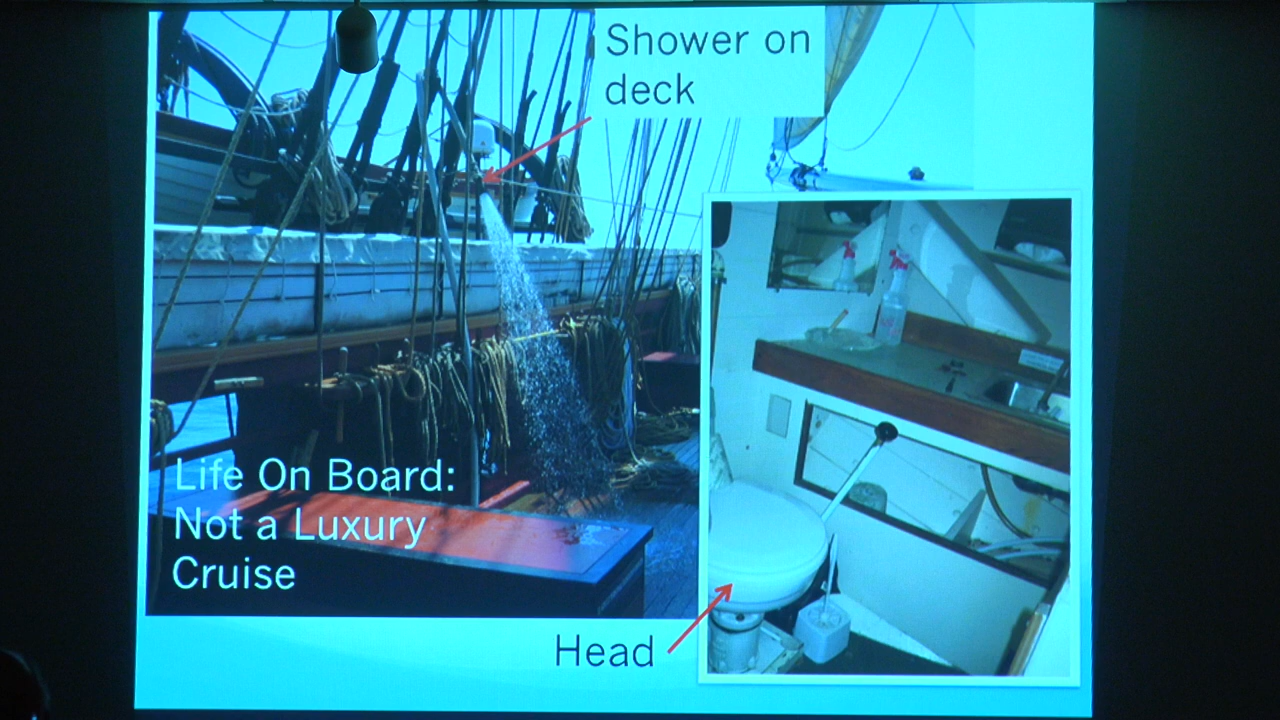 Shower on
deck
Life On Board:
Not a Luxury
Cruise
Head